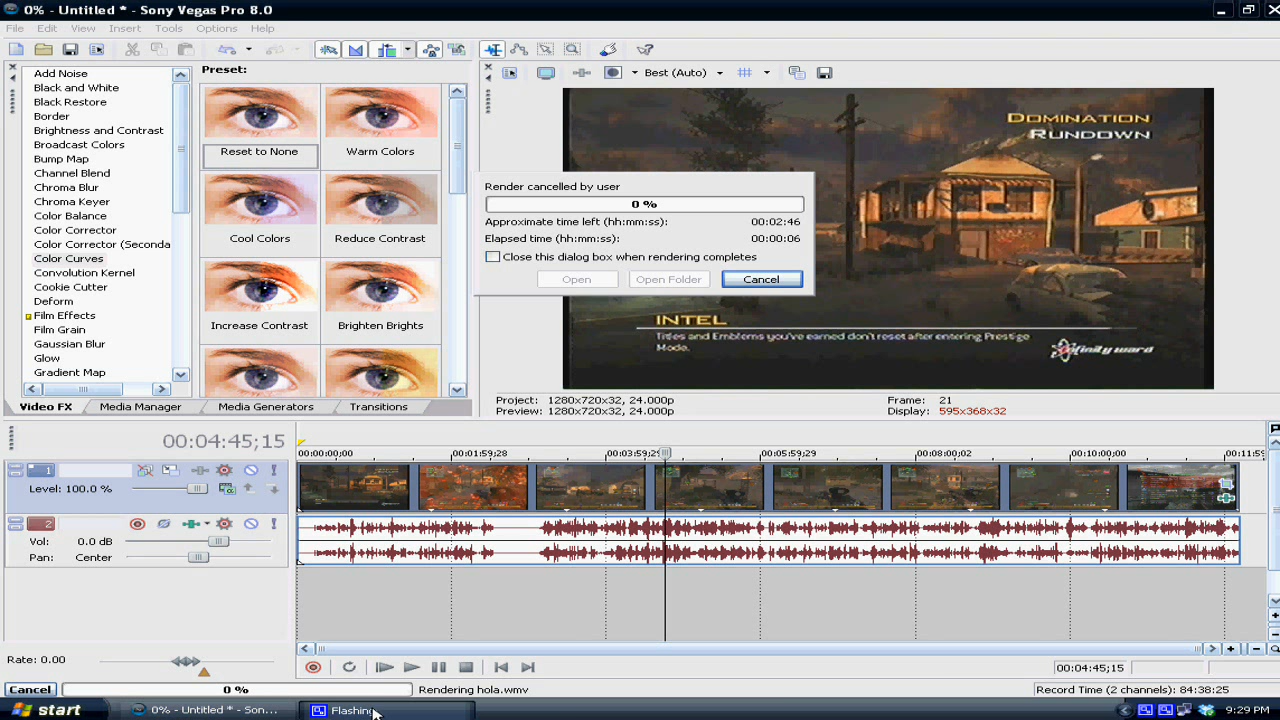 0% - Untitled * - Sony Vegas Pro 8.0
File Edit View Insert Tools Options Help
Add Noise
Black and White
Black Restore
Border
Brightness and Contrast
Broadcast Colors
Bump Map
Channel Blend
Chroma Blur
Chroma Keyer
Color Balance
Color Corrector
Color Corrector (Seconda
Color Curves
Convolution Kernel
Cookie Cutter
Deform
Film Effects
Film Grain
Gaussian Blur
Glow
Gradient Map
Preset:
Reset to None Warm Colors
Cool Colors Reduce Contrast
Increase Contrast Brighten Brights
Video FX Media Manager Media Generators Transitions
Best (Auto)
DOMINATION
RUNDOWN
Render cancelled by user
0 %
Approximate time left (hh:mm:ss): 00:02:46
Elapsed time (hh:mm:ss): 00:00:06
Close this dialog box when rendering completes
Open Open Folder Cancel
INTEL
Titles and Emblems you've earned don't reset after entering Prestige
Mode.
infinity ward
Project: 1280x720x32, 24.000p Frame: 21
Preview: 1280x720x32, 24.000p Display: 595x368x32
00:04:45;15
00:00:00;00 00:01:59;28 00:03:59;29 00:05:59;29 00:08:00;02 00:10:00;00 00:11:59
1
Level: 100.0 %
2
Vol: 0.0 dB
Pan: Center
Rate: 0.00
00:04:45;15
Cancel 0 % Rendering hola.wmv Record Time (2 channels): 84:38:25
start 0% - Untitled * - Son... Flashing 9:29 PM